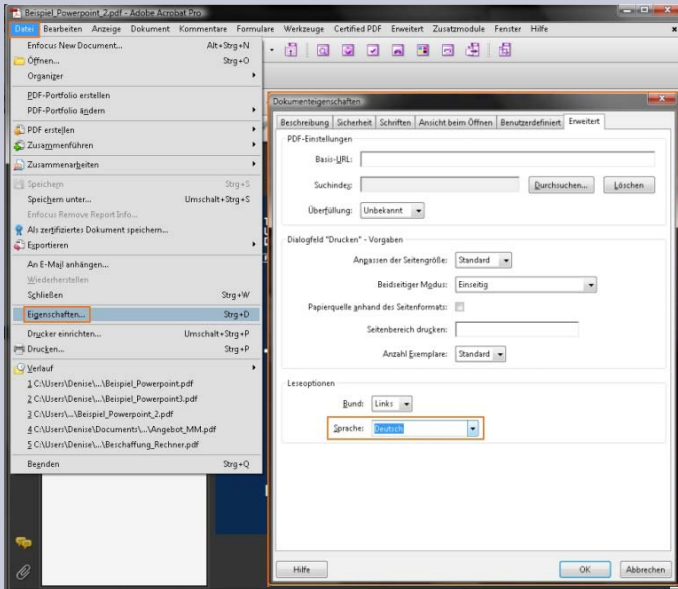 Beispiel_Powerpoint_2.pdf - Adobe Acrobat Pro
Datei Bearbeiten Anzeige Dokument Kommentare Formulare Werkzeuge Certified PDF Erweitert Zusatzmodule Fenster Hilfe
Enfocus New Document... Alt+Strg+N
Öffnen... Strg+O
Organizer
PDF-Portfolio erstellen
PDF-Portfolio ändern
PDF erstellen
Zusammenführen
Zusammenarbeiten
Speichern Strg+S
Speichern unter... Umschalt+Strg+S
Enfocus Remove Report Info...
Als zertifiziertes Dokument speichern...
Exportieren
An E-Mail anhängen...
Wiederherstellen
Schließen Strg+W
Eigenschaften... Strg+D
Drucker einrichten... Umschalt+Strg+P
Drucken... Strg+P
Verlauf
1 C:\Users\Denise\...\Beispiel_Powerpoint.pdf
2 C:\Users\Denise\...\Beispiel_Powerpoint3.pdf
3 C:\...\Beispiel_Powerpoint_2.pdf
4 C:\Users\Denise\Documents\...\Angebot_MM.pdf
5 C:\Users\Denise\...\Beschaffung_Rechner.pdf
Beenden Strg+Q
Dokumenteigenschaften
Beschreibung Sicherheit Schriften Ansicht beim Öffnen Benutzerdefiniert Erweitert
PDF-Einstellungen
Basis-URL:
Suchindex: Durchsuchen... Löschen
Überfüllung: Unbekannt
Dialogfeld "Drucken" - Vorgaben
Anpassen der Seitengröße: Standard
Beidseitiger Modus: Einseitig
Papierquelle anhand des Seitenformats:
Seitenbereich drucken:
Anzahl Exemplare: Standard
Leseoptionen
Bund: Links
Sprache: Deutsch
Hilfe OK Abbrechen